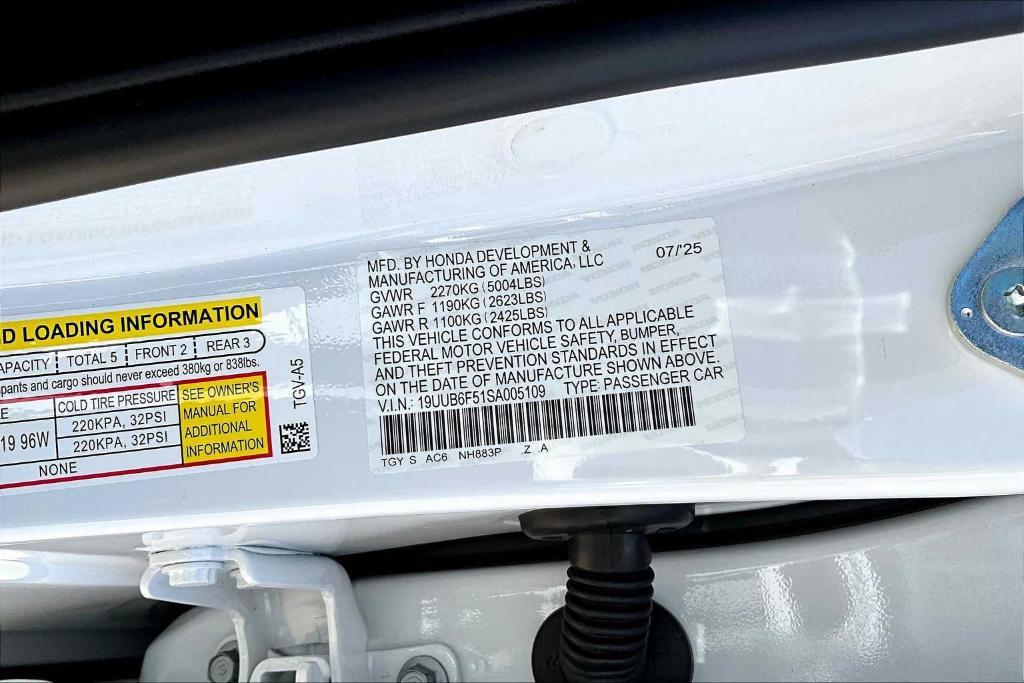 ND LOADING INFORMATION
APACITY TOTAL 5 FRONT 2 REAR 3
pants and cargo should never exceed 380kg or 838lbs.
E COLD TIRE PRESSURE SEE OWNER'S
MANUAL FOR
ADDITIONAL
INFORMATION
19 96W 220KPA, 32PSI
220KPA, 32PSI
NONE
TGV-A5
MFD. BY HONDA DEVELOPMENT & 07/'25
MANUFACTURING OF AMERICA, LLC
GVWR 2270KG (5004LBS)
GAWR F 1190KG (2623LBS)
GAWR R 1100KG (2425LBS)
THIS VEHICLE CONFORMS TO ALL APPLICABLE
FEDERAL MOTOR VEHICLE SAFETY, BUMPER,
AND THEFT PREVENTION STANDARDS IN EFFECT
ON THE DATE OF MANUFACTURE SHOWN ABOVE.
V.I.N.: 19UUB6F51SA005109 TYPE: PASSENGER CAR
TGY S AC6 NH883P .Z .A